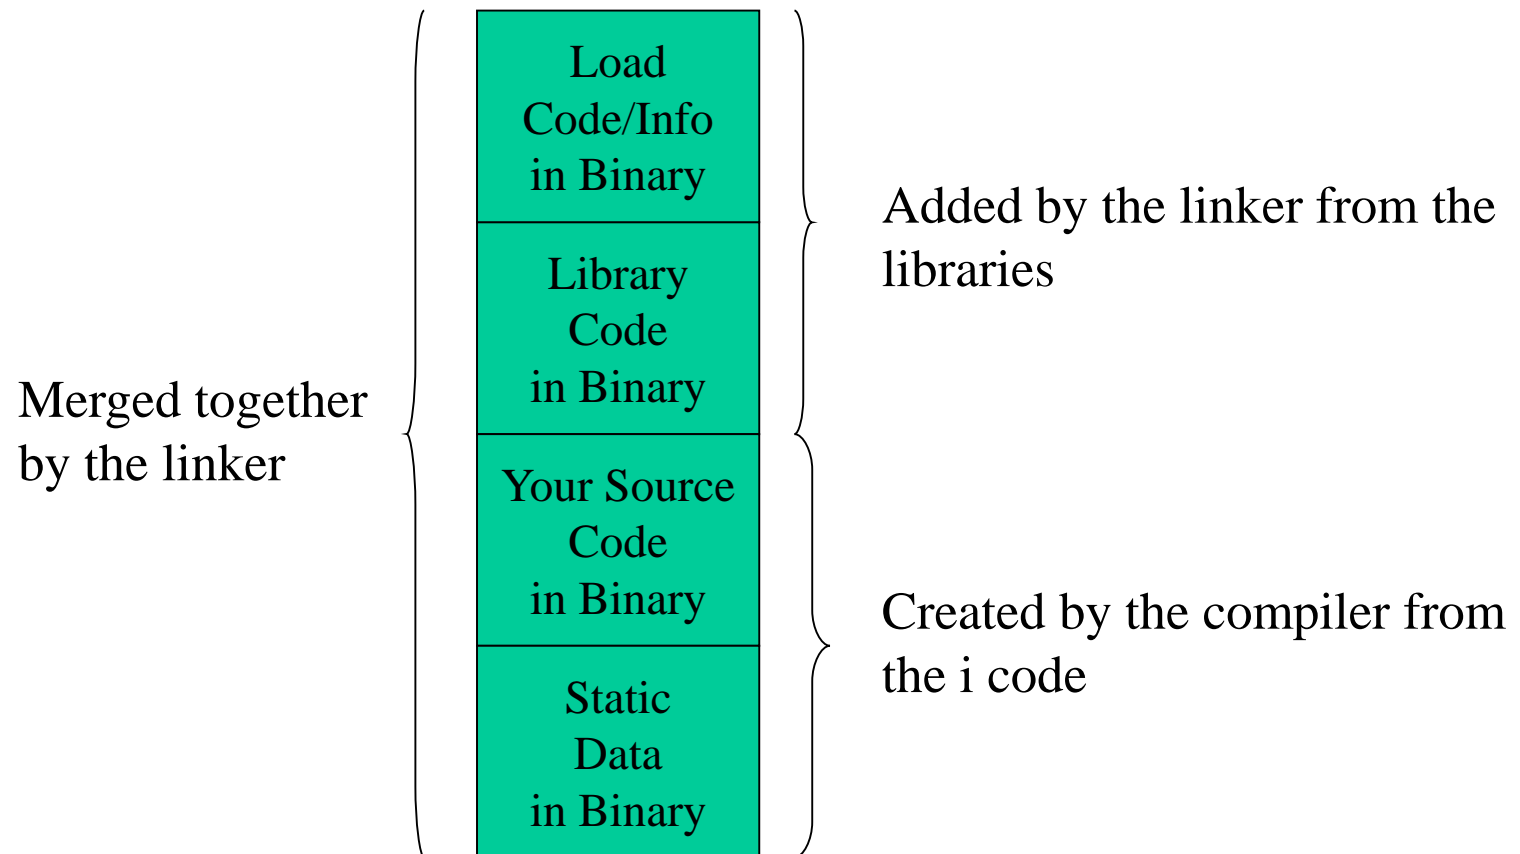 Merged together
by the linker
Load
Code/Info
in Binary
Library
Code
in Binary
Your Source
Code
in Binary
Static
Data
in Binary
Added by the linker from the
libraries
Created by the compiler from
the i code